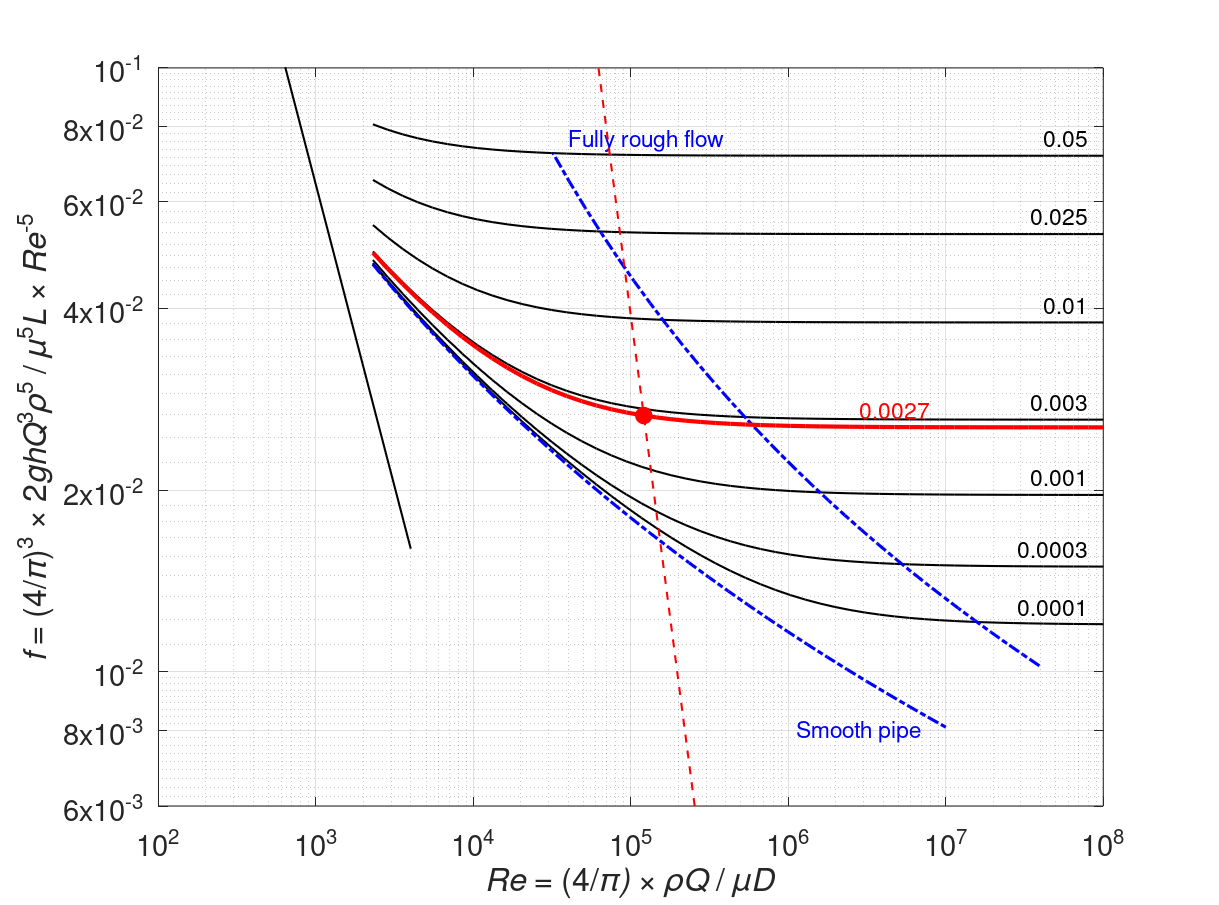 10⁻¹
8x10⁻²
6x10⁻²
4x10⁻²
2x10⁻²
10⁻²
8x10⁻³
6x10⁻³
f = (4/π)³ × 2ghQ³ρ⁵ / μ⁵L × Re⁻⁵
Fully rough flow
0.05
0.025
0.01
0.003
0.0027
0.001
0.0003
0.0001
Smooth pipe
10² 10³ 10⁴ 10⁵ 10⁶ 10⁷ 10⁸
Re = (4/π) × ρQ / μD